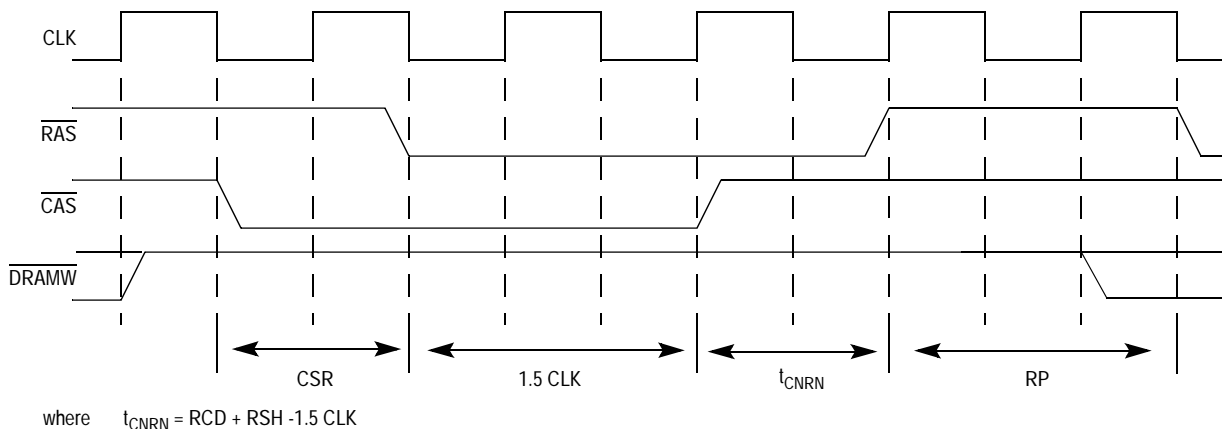 CLK
RAS
CAS
DRAMW
CSR 1.5 CLK tCNRN RP
where tCNRN = RCD + RSH -1.5 CLK